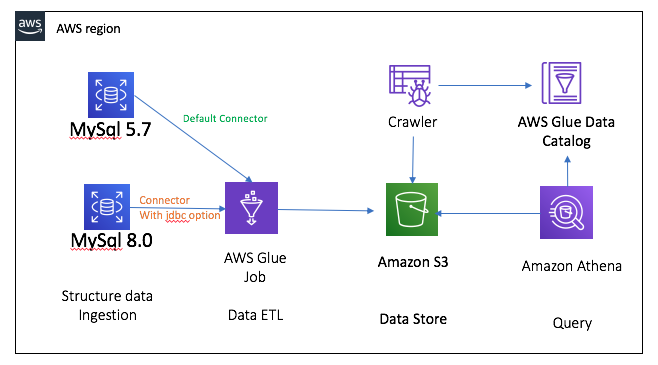 aws
AWS region
MySql 5.7
Default Connector
Crawler
AWS Glue Data
Catalog
MySql 8.0
Connector
With jdbc option
AWS Glue
Job
Amazon S3
Amazon Athena
Structure data
Ingestion
Data ETL
Data Store
Query